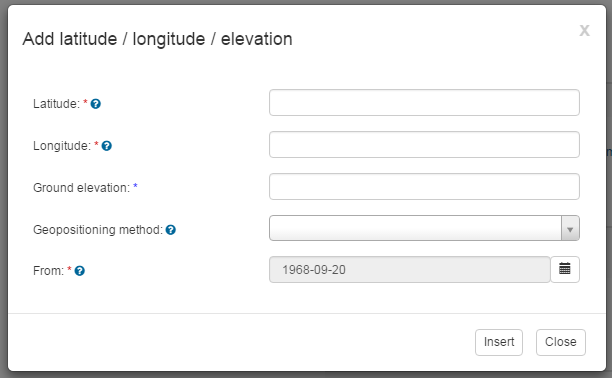 Add latitude / longitude / elevation
x
Latitude: * ?
Longitude: * ?
Ground elevation: *
Geopositioning method: ?
From: * ?
1968-09-20
Insert
Close